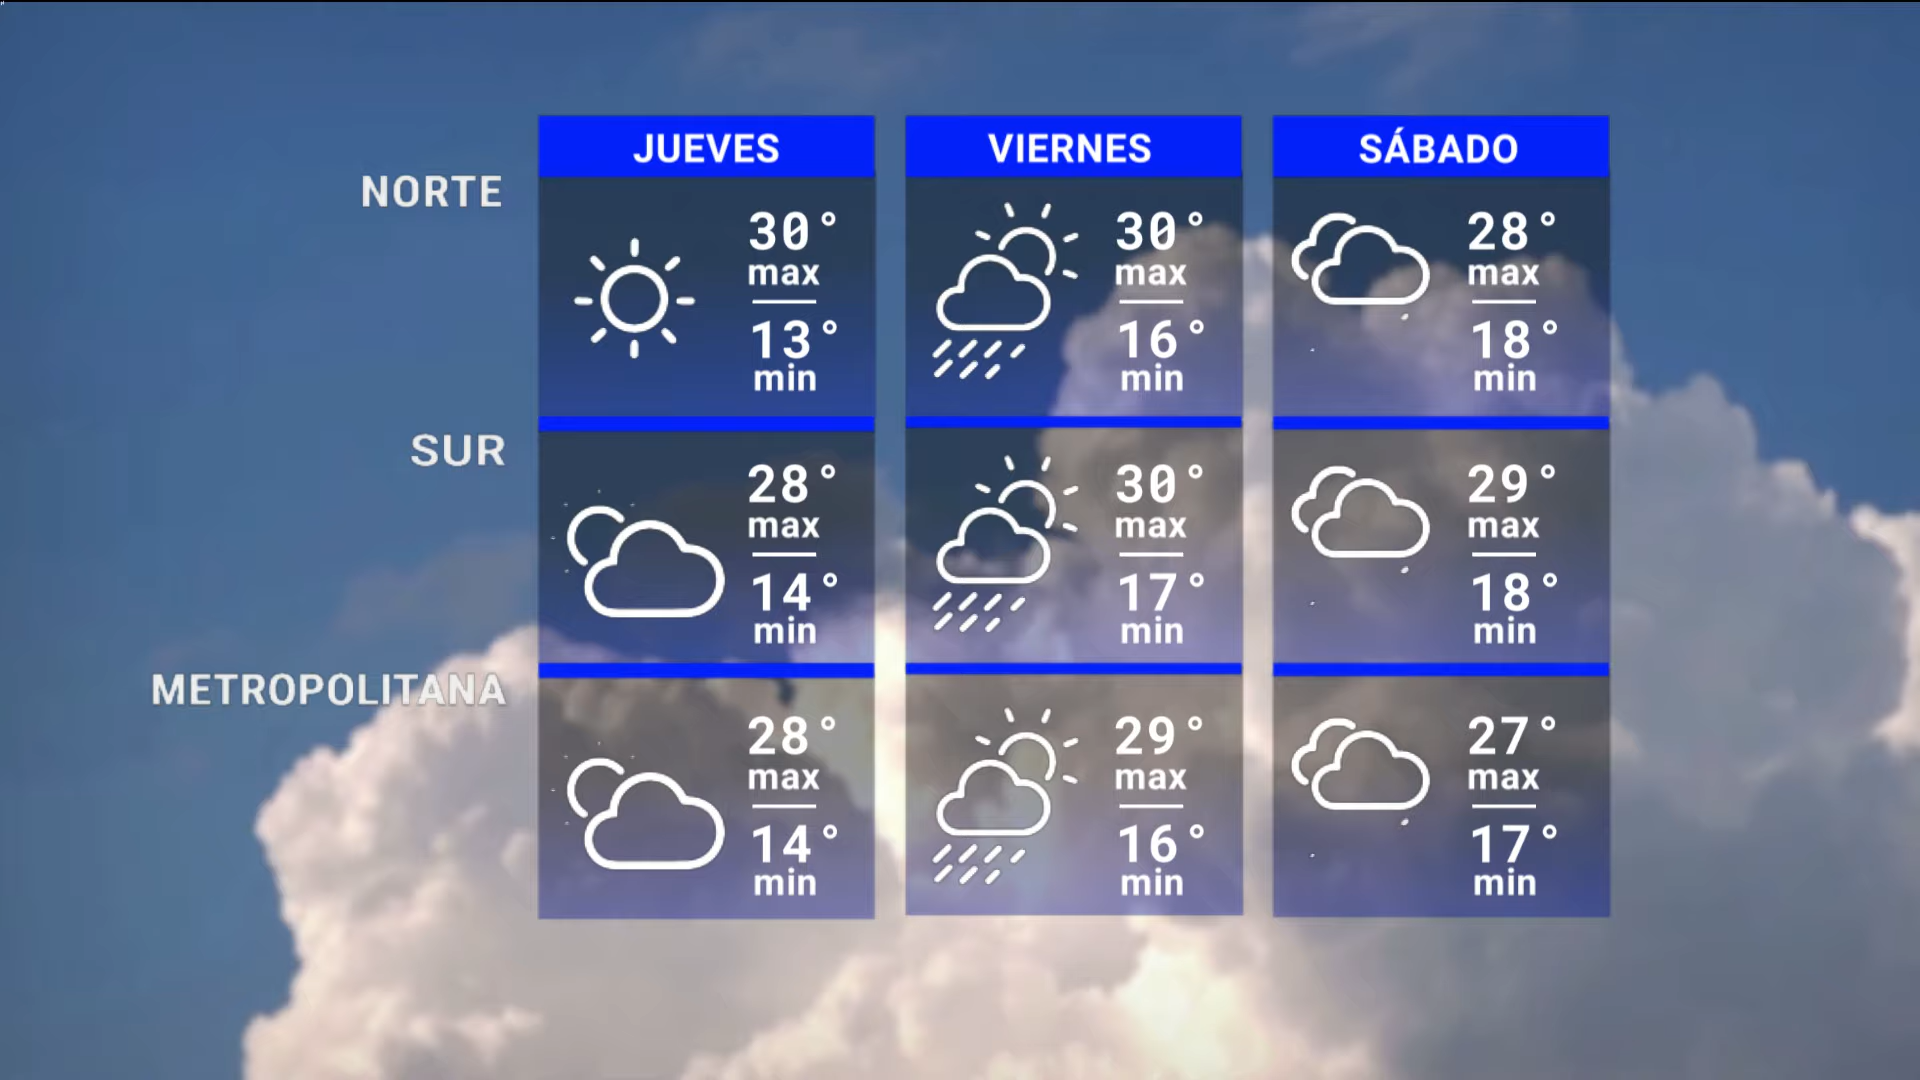 JUEVES VIERNES SÁBADO
NORTE
30° 30° 28°
max max max
13° 16° 18°
min min min
SUR
28° 30° 29°
max max max
14° 17° 18°
min min min
METROPOLITANA
28° 29° 27°
max max max
14° 16° 17°
min min min